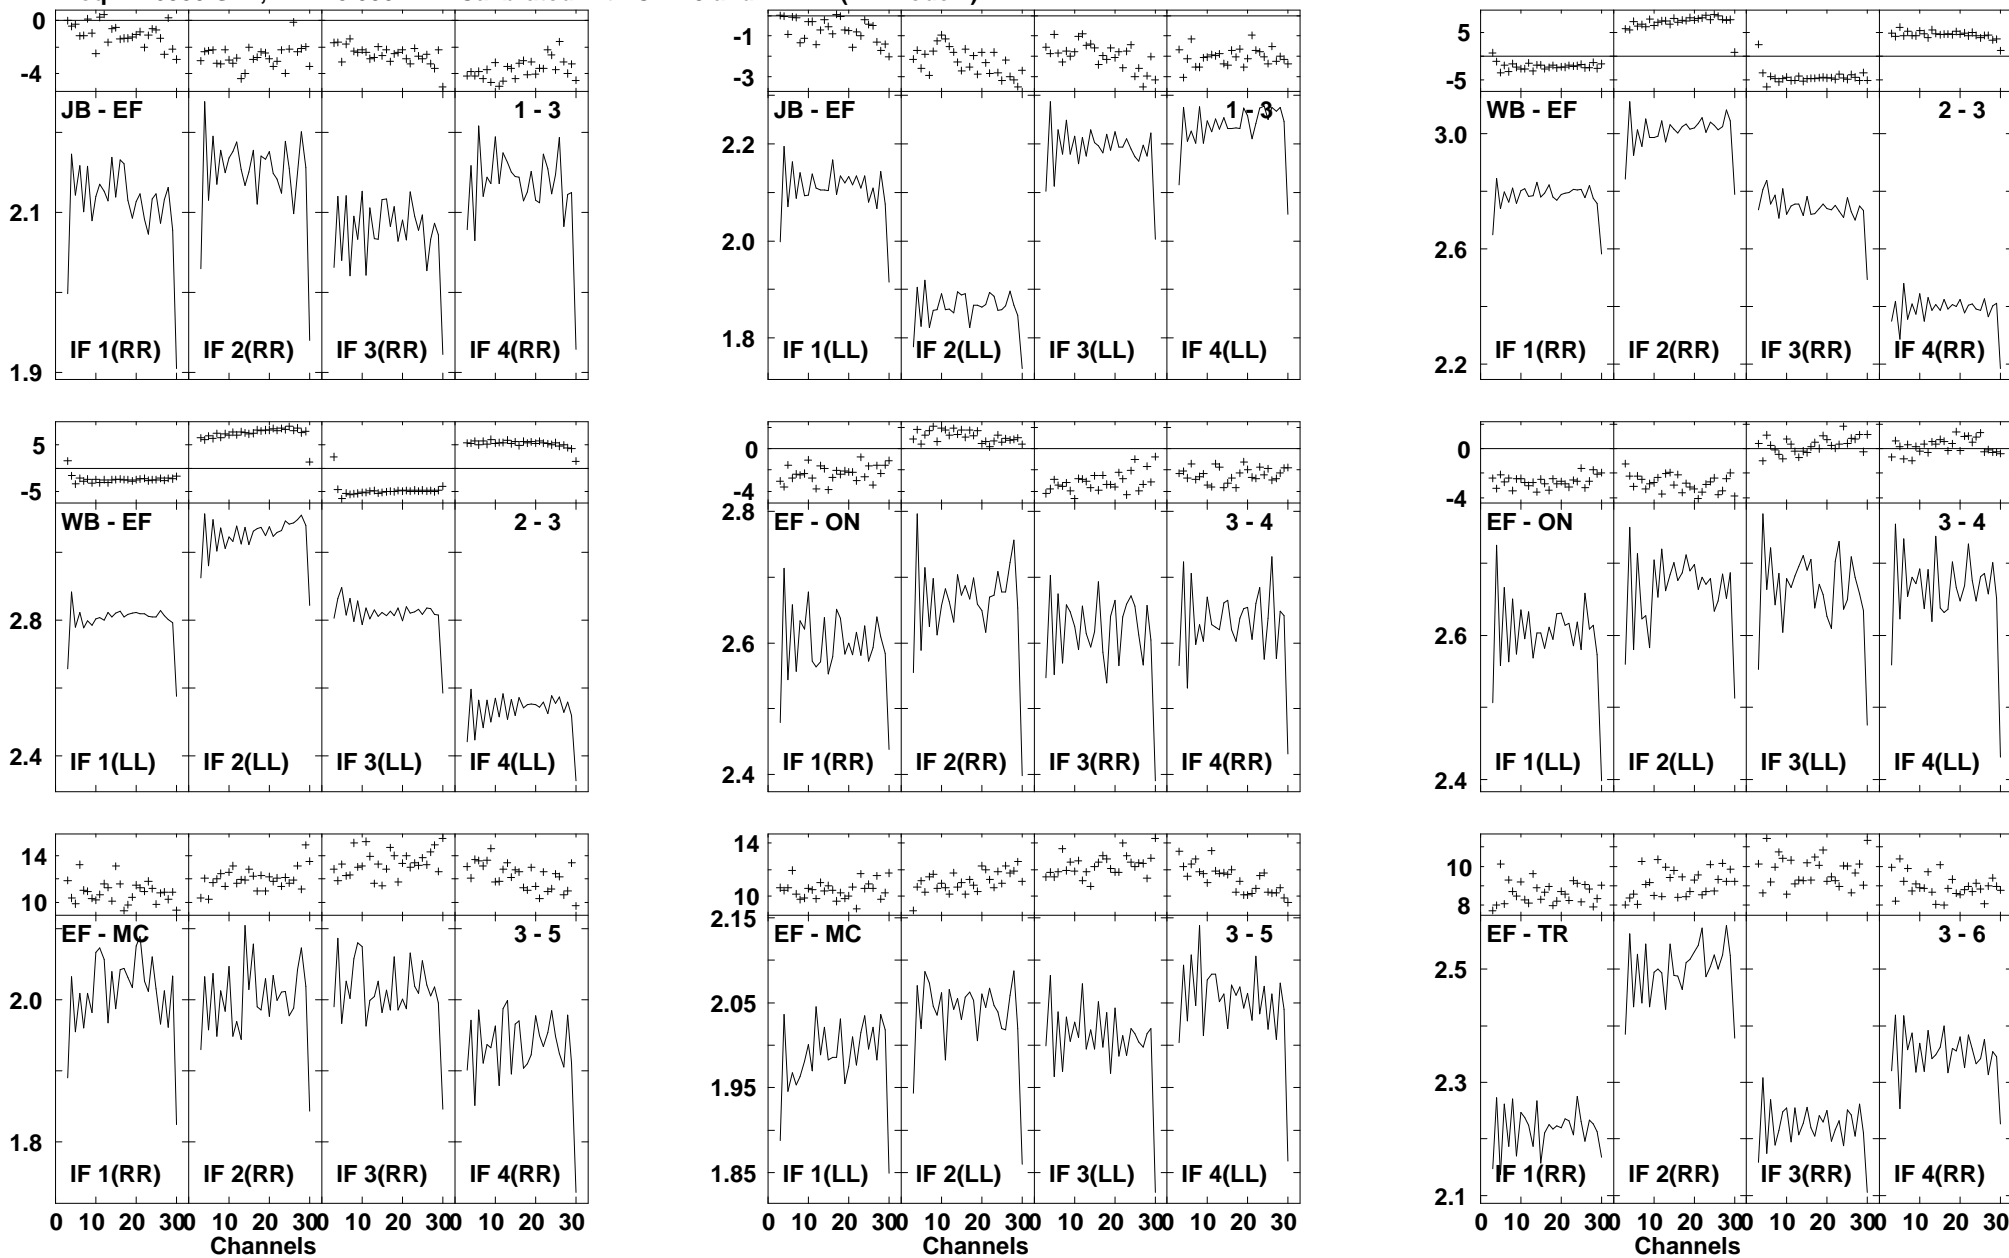 0
-4
JB - EF
1 - 3
2.1
1.9
IF 1(RR)
IF 2(RR)
IF 3(RR)
IF 4(RR)
-1
-3
JB - EF
1 - 3
2.2
2.0
1.8
IF 1(LL)
IF 2(LL)
IF 3(LL)
IF 4(LL)
5
-5
WB - EF
2 - 3
3.0
2.6
2.2
IF 1(RR)
IF 2(RR)
IF 3(RR)
IF 4(RR)
5
-5
WB - EF
2 - 3
2.8
2.4
IF 1(LL)
IF 2(LL)
IF 3(LL)
IF 4(LL)
0
-4
2.8
EF - ON
3 - 4
2.6
2.4
IF 1(RR)
IF 2(RR)
IF 3(RR)
IF 4(RR)
0
-4
EF - ON
3 - 4
2.6
2.4
IF 1(LL)
IF 2(LL)
IF 3(LL)
IF 4(LL)
14
10
EF - MC
3 - 5
2.0
1.8
IF 1(RR)
IF 2(RR)
IF 3(RR)
IF 4(RR)
0 10 20 300 10 20 300 10 20 300 10 20 30
Channels
14
10
2.15
EF - MC
3 - 5
2.05
1.95
1.85
IF 1(LL)
IF 2(LL)
IF 3(LL)
IF 4(LL)
0 10 20 300 10 20 300 10 20 300 10 20 30
Channels
10
8
EF - TR
3 - 6
2.5
2.3
2.1
IF 1(RR)
IF 2(RR)
IF 3(RR)
IF 4(RR)
0 10 20 300 10 20 300 10 20 300 10 20 30
Channels